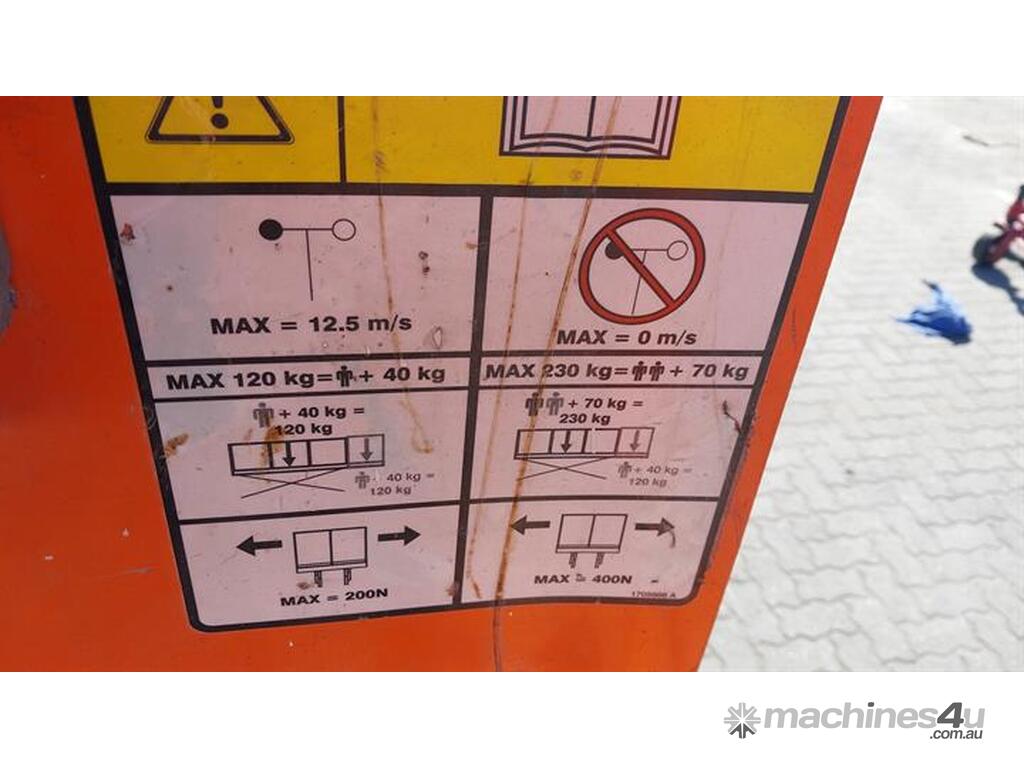 MAX = 12.5 m/s
MAX = 0 m/s
MAX 120 kg= + 40 kg
MAX 230 kg= + 70 kg
+ 40 kg =
120 kg
+ 70 kg =
230 kg
40 kg =
120 kg
+ 40 kg =
120 kg
MAX = 200N
MAX = 400N
machines4u
.com.au